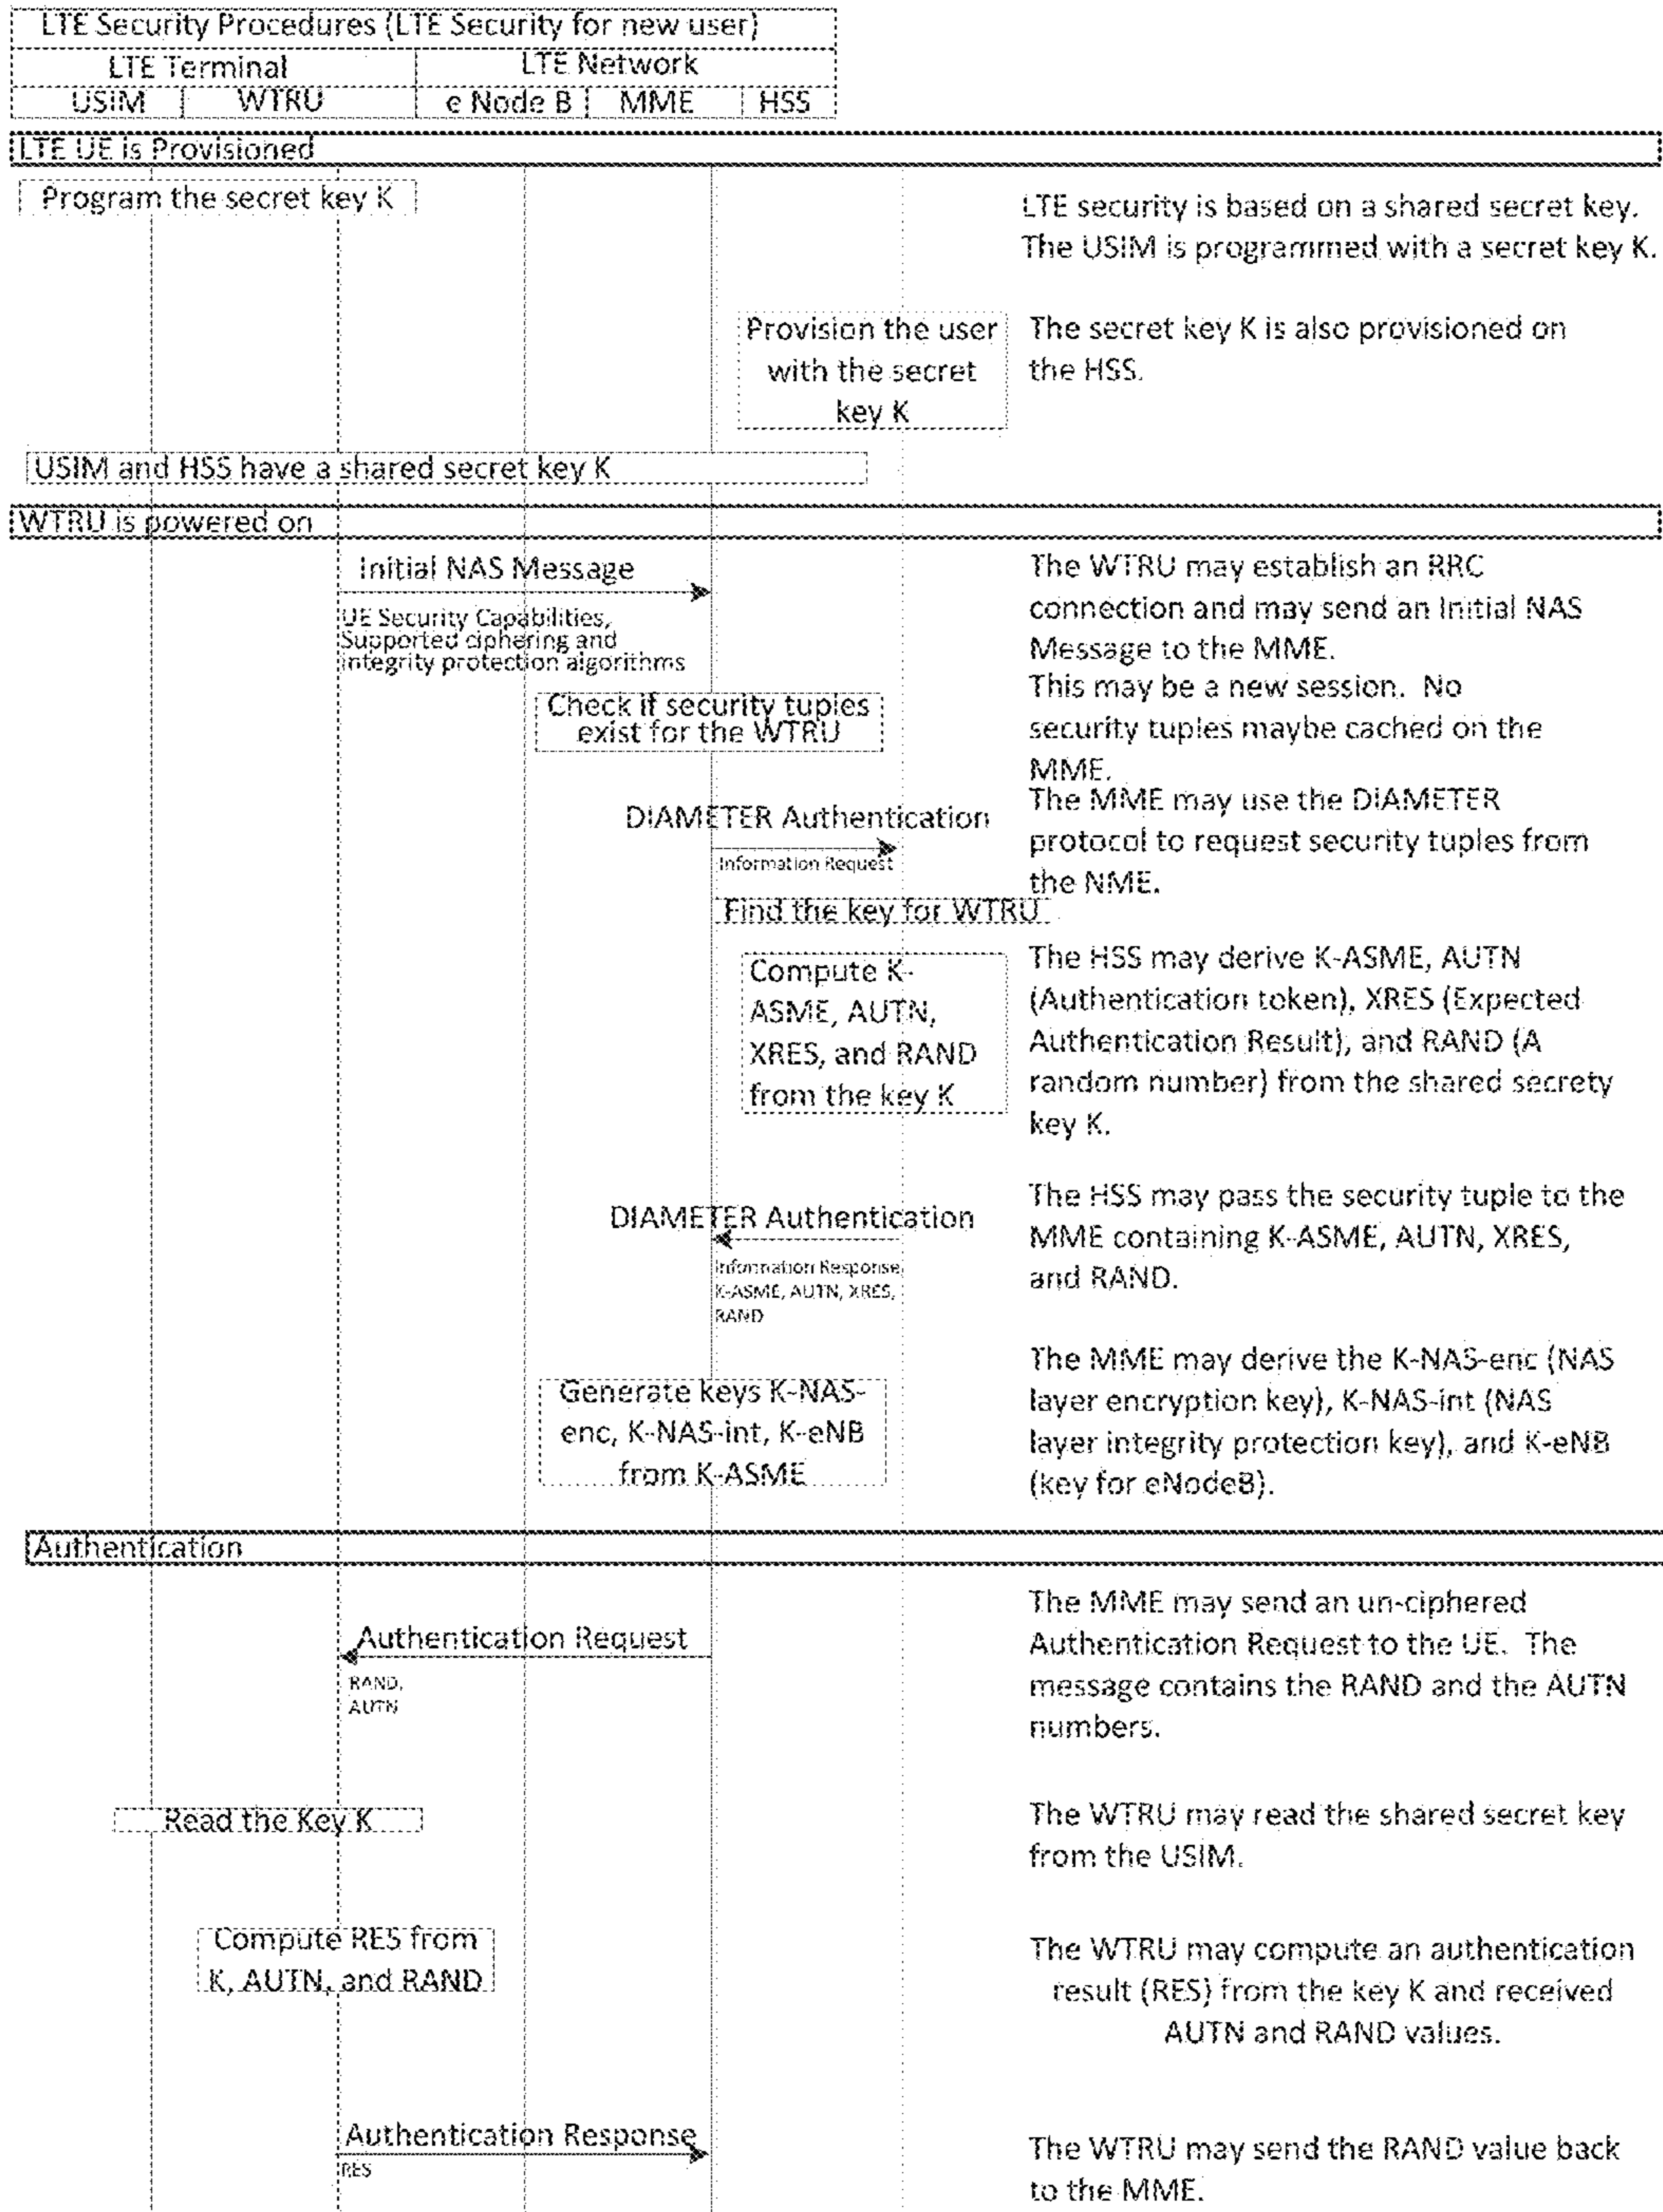 LTE Security Procedures (LTE Security for new user)
LTE Terminal
LTE Network
USIM
WTRU
e Node B
MME
HSS
LTE UE is Provisioned
Program the secret key K
LTE security is based on a shared secret key.
The USIM is programmed with a secret key K.
Provision the user
with the secret
key K
The secret key K is also provisioned on
the HSS.
USIM and HSS have a shared secret key K
WTRU is powered on
Initial NAS Message
UE Security Capabilities,
Supported ciphering and
integrity protection algorithms
The WTRU may establish an RRC
connection and may send an Initial NAS
Message to the MME.
Check if security tuples
exist for the WTRU
This may be a new session. No
security tuples maybe cached on the
MME.
DIAMETER Authentication
Information Request
The MME may use the DIAMETER
protocol to request security tuples from
the NME.
Find the key for WTRU
Compute K-
ASME, AUTN,
XRES, and RAND
from the key K
The HSS may derive K-ASME, AUTN
(Authentication token), XRES (Expected
Authentication Result), and RAND (A
random number) from the shared secrety
key K.
DIAMETER Authentication
Information Response
K-ASME, AUTN, XRES,
RAND
The HSS may pass the security tuple to the
MME containing K-ASME, AUTN, XRES,
and RAND.
Generate keys K-NAS-
enc, K-NAS-int, K-eNB
from K-ASME
The MME may derive the K-NAS-enc (NAS
layer encryption key), K-NAS-int (NAS
layer integrity protection key), and K-eNB
(key for eNodeB).
Authentication
Authentication Request
RAND,
AUTN
The MME may send an un-ciphered
Authentication Request to the UE. The
message contains the RAND and the AUTN
numbers.
Read the Key K
The WTRU may read the shared secret key
from the USIM.
Compute RES from
K, AUTN, and RAND
The WTRU may compute an authentication
result (RES) from the key K and received
AUTN and RAND values.
Authentication Response
RES
The WTRU may send the RAND value back
to the MME.